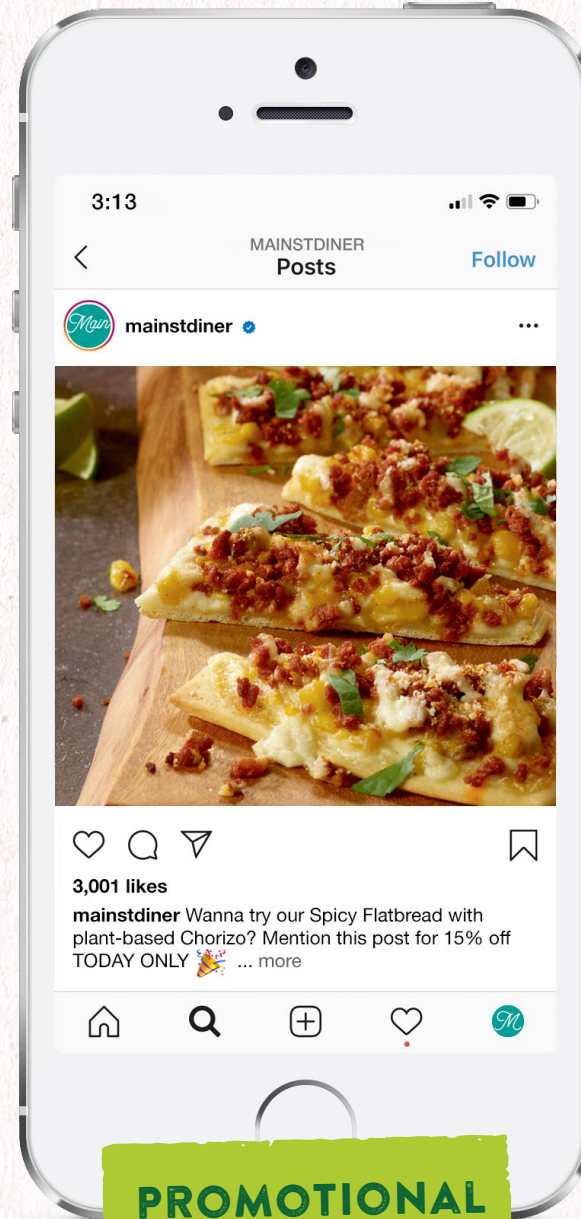 3:13
MAINSTDINER
Posts
Follow
Main
mainstdiner
3,001 likes
mainstdiner Wanna try our Spicy Flatbread with
plant-based Chorizo? Mention this post for 15% off
TODAY ONLY 🎉 ... more
M
PROMOTIONAL